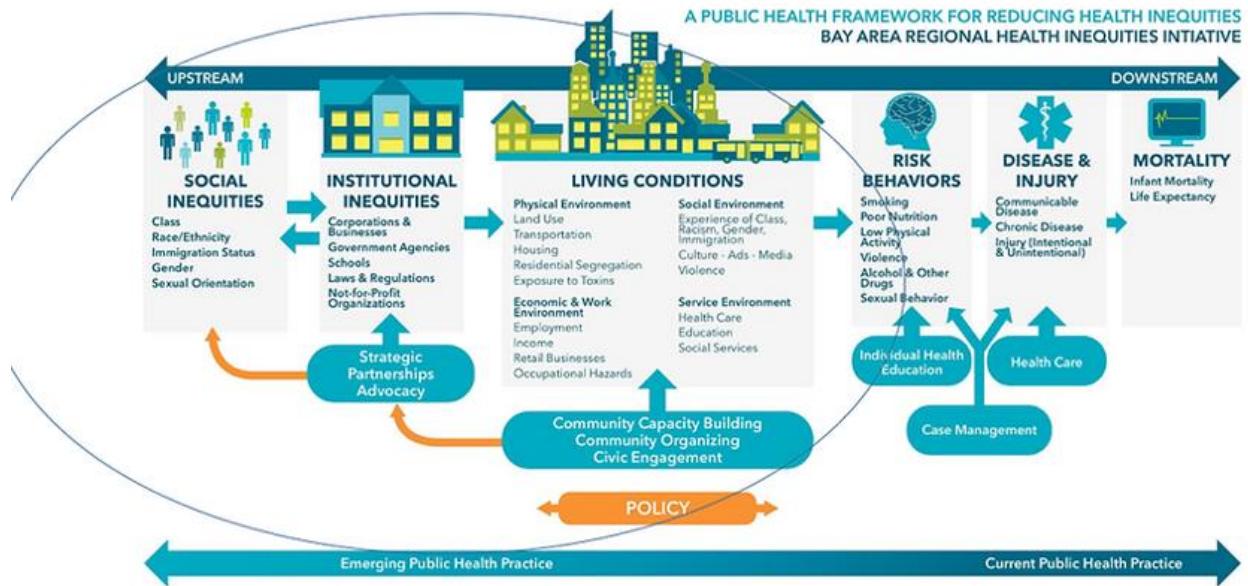 A PUBLIC HEALTH FRAMEWORK FOR REDUCING HEALTH INEQUITIES
BAY AREA REGIONAL HEALTH INEQUITIES INTIATIVE
UPSTREAM
DOWNSTREAM
SOCIAL
INEQUITIES
Class
Race/Ethnicity
Immigration Status
Gender
Sexual Orientation
INSTITUTIONAL
INEQUITIES
Corporations &
Businesses
Government Agencies
Schools
Laws & Regulations
Not-for-Profit
Organizations
Strategic
Partnerships
Advocacy
LIVING CONDITIONS
Physical Environment
Land Use
Transportation
Housing
Residential Segregation
Exposure to Toxins
Economic & Work
Environment
Employment
Income
Retail Businesses
Occupational Hazards
Social Environment
Experience of Class,
Racism, Gender,
Immigration
Culture - Ads - Media
Violence
Service Environment
Health Care
Education
Social Services
Community Capacity Building
Community Organizing
Civic Engagement
RISK
BEHAVIORS
Smoking
Poor Nutrition
Low Physical
Activity
Violence
Alcohol & Other
Drugs
Sexual Behavior
Individual Health
Education
DISEASE &
INJURY
Communicable
Disease
Chronic Disease
Injury (Intentional
& Unintentional)
Health Care
Case Management
MORTALITY
Infant Mortality
Life Expectancy
POLICY
Emerging Public Health Practice
Current Public Health Practice